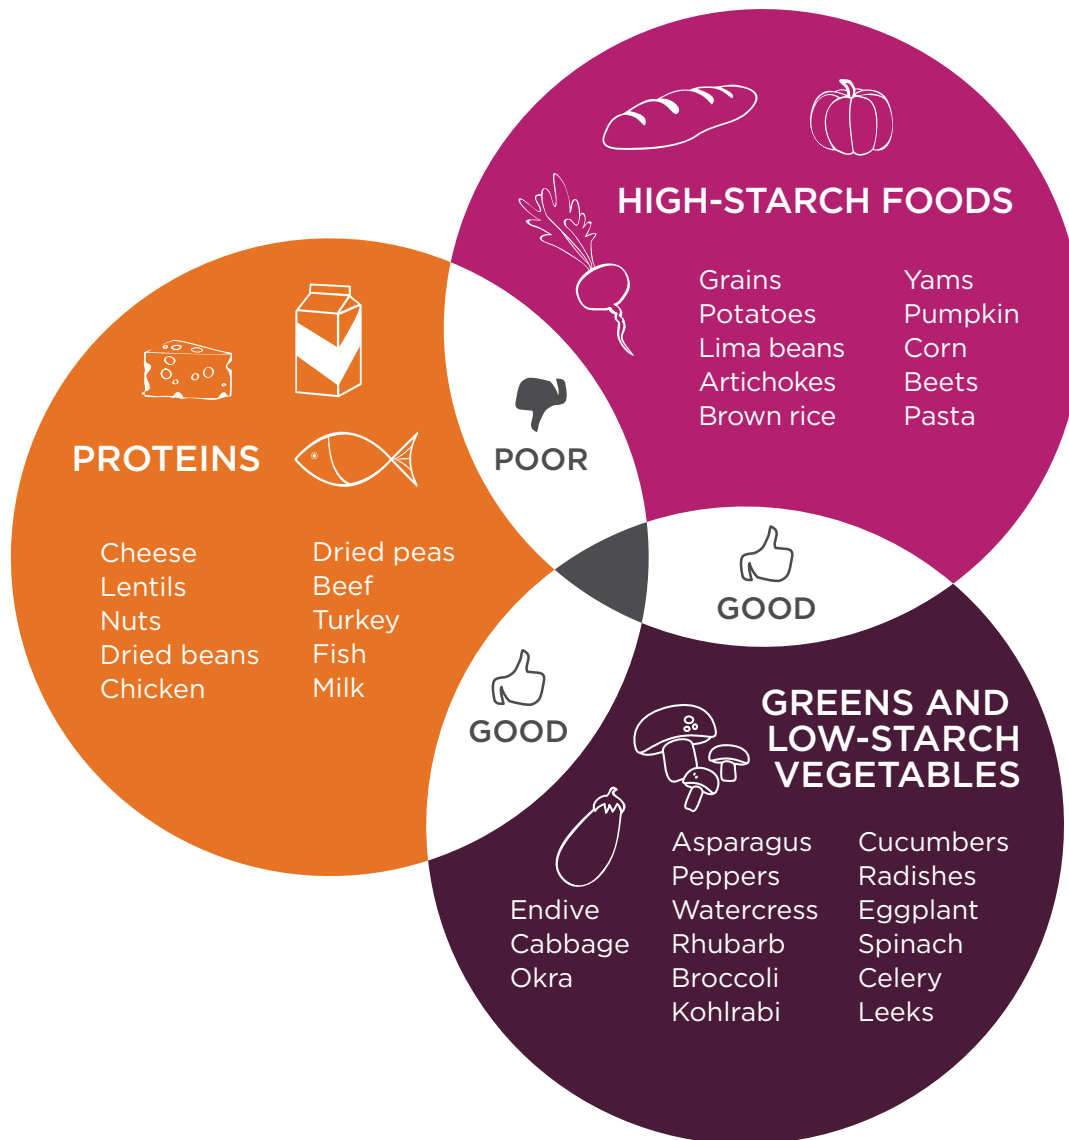 HIGH-STARCH FOODS
Grains
Potatoes
Lima beans
Artichokes
Brown rice
Yams
Pumpkin
Corn
Beets
Pasta
POOR
PROTEINS
Cheese
Lentils
Nuts
Dried beans
Chicken
Dried peas
Beef
Turkey
Fish
Milk
GOOD
GOOD
GREENS AND
LOW-STARCH
VEGETABLES
Endive
Cabbage
Okra
Asparagus
Peppers
Watercress
Rhubarb
Broccoli
Kohlrabi
Cucumbers
Radishes
Eggplant
Spinach
Celery
Leeks